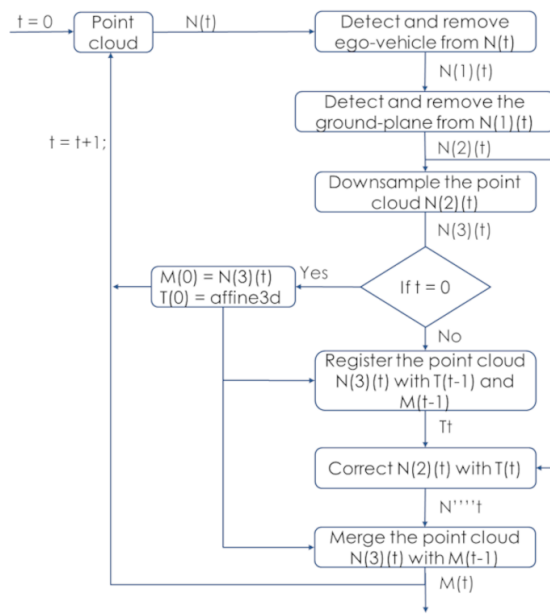 t = 0
Point
cloud
N(t)
Detect and remove
ego-vehicle from N(t)
N(1)(t)
Detect and remove the
ground-plane from N(1)(t)
t = t+1;
N(2)(t)
Downsample the point
cloud N(2)(t)
N(3)(t)
M(0) = N(3)(t)
T(0) = affine3d
Yes
If t = 0
No
Register the point cloud
N(3)(t) with T(t-1) and
M(t-1)
Tt
Correct N(2)(t) with T(t)
N''''t
Merge the point cloud
N(3)(t) with M(t-1)
M(t)